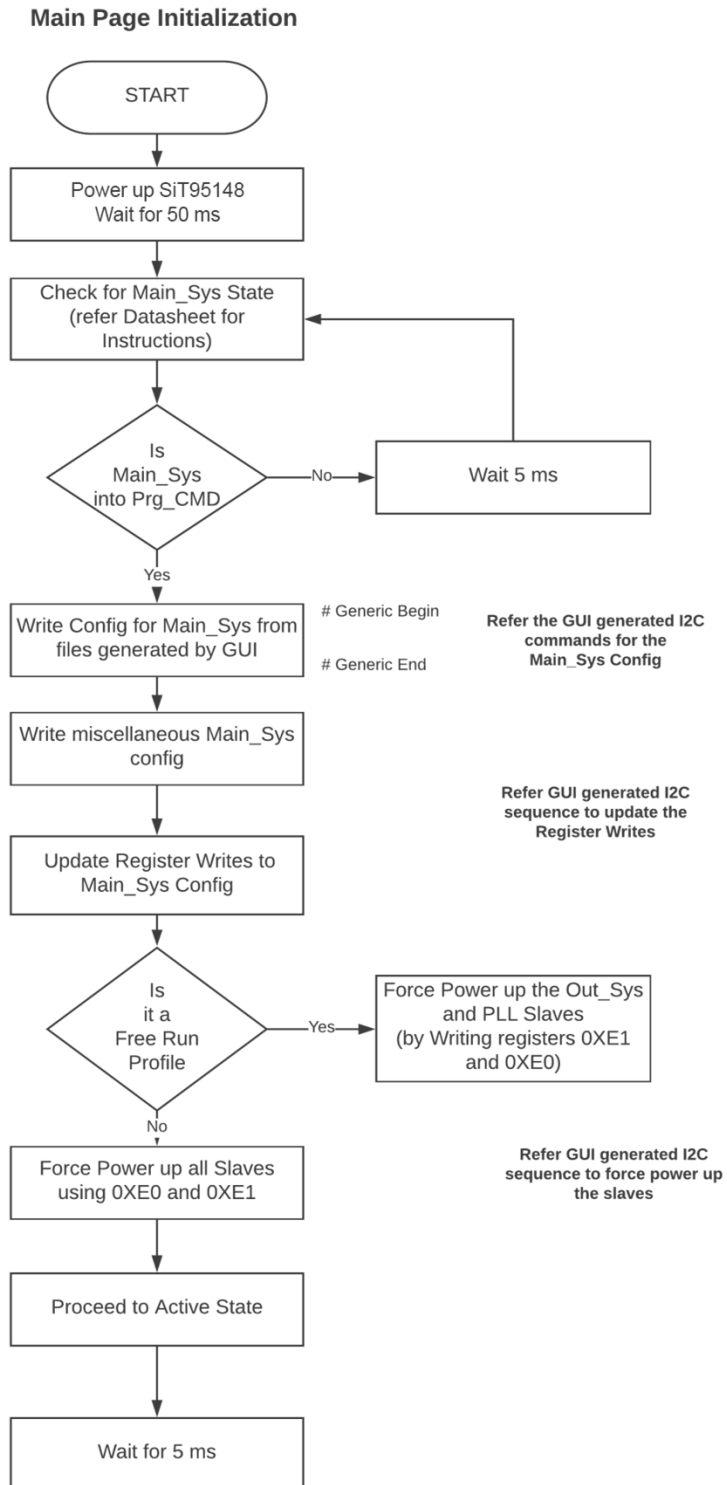 Main Page Initialization
START
Power up SiT95148
Wait for 50 ms
Check for Main_Sys State
(refer Datasheet for
Instructions)
Is
Main_Sys
into Prg_CMD
No
Wait 5 ms
Yes
Write Config for Main_Sys from
files generated by GUI
# Generic Begin
# Generic End
Refer the GUI generated I2C
commands for the
Main_Sys Config
Write miscellaneous Main_Sys
config
Refer GUI generated I2C
sequence to update the
Register Writes
Update Register Writes to
Main_Sys Config
Is
it a
Free Run
Profile
Yes
Force Power up the Out_Sys
and PLL Slaves
(by Writing registers 0XE1
and 0XE0)
No
Force Power up all Slaves
using 0XE0 and 0XE1
Refer GUI generated I2C
sequence to force power up
the slaves
Proceed to Active State
Wait for 5 ms